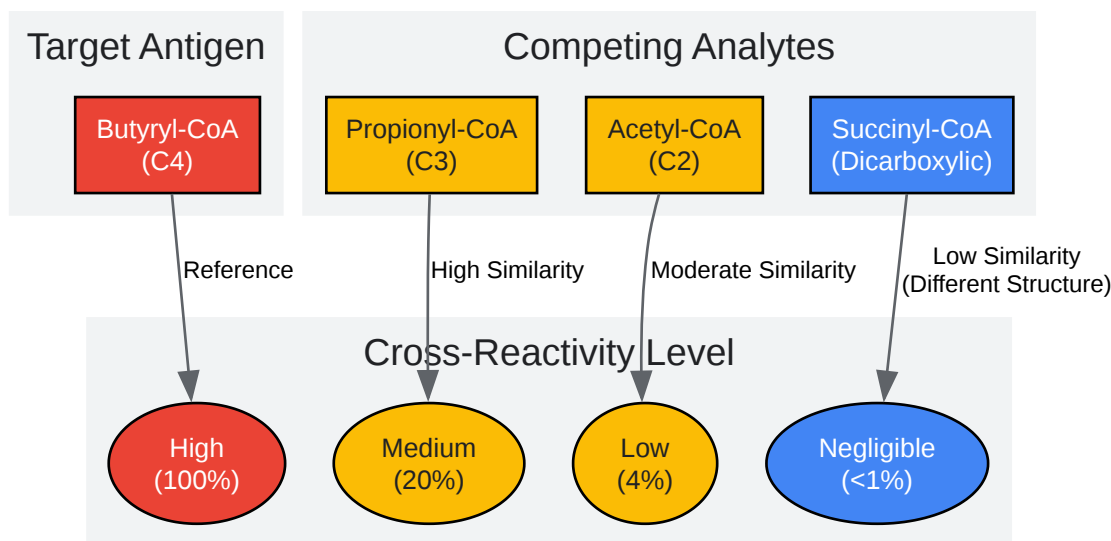 Target Antigen
Competing Analytes
Butyryl-CoA
(C4)
Propionyl-CoA
(C3)
Acetyl-CoA
(C2)
Succinyl-CoA
(Dicarboxylic)
Reference
High Similarity
Moderate Similarity
Low Similarity
(Different Structure)
Cross-Reactivity Level
High
(100%)
Medium
(20%)
Low
(4%)
Negligible
(<1%)